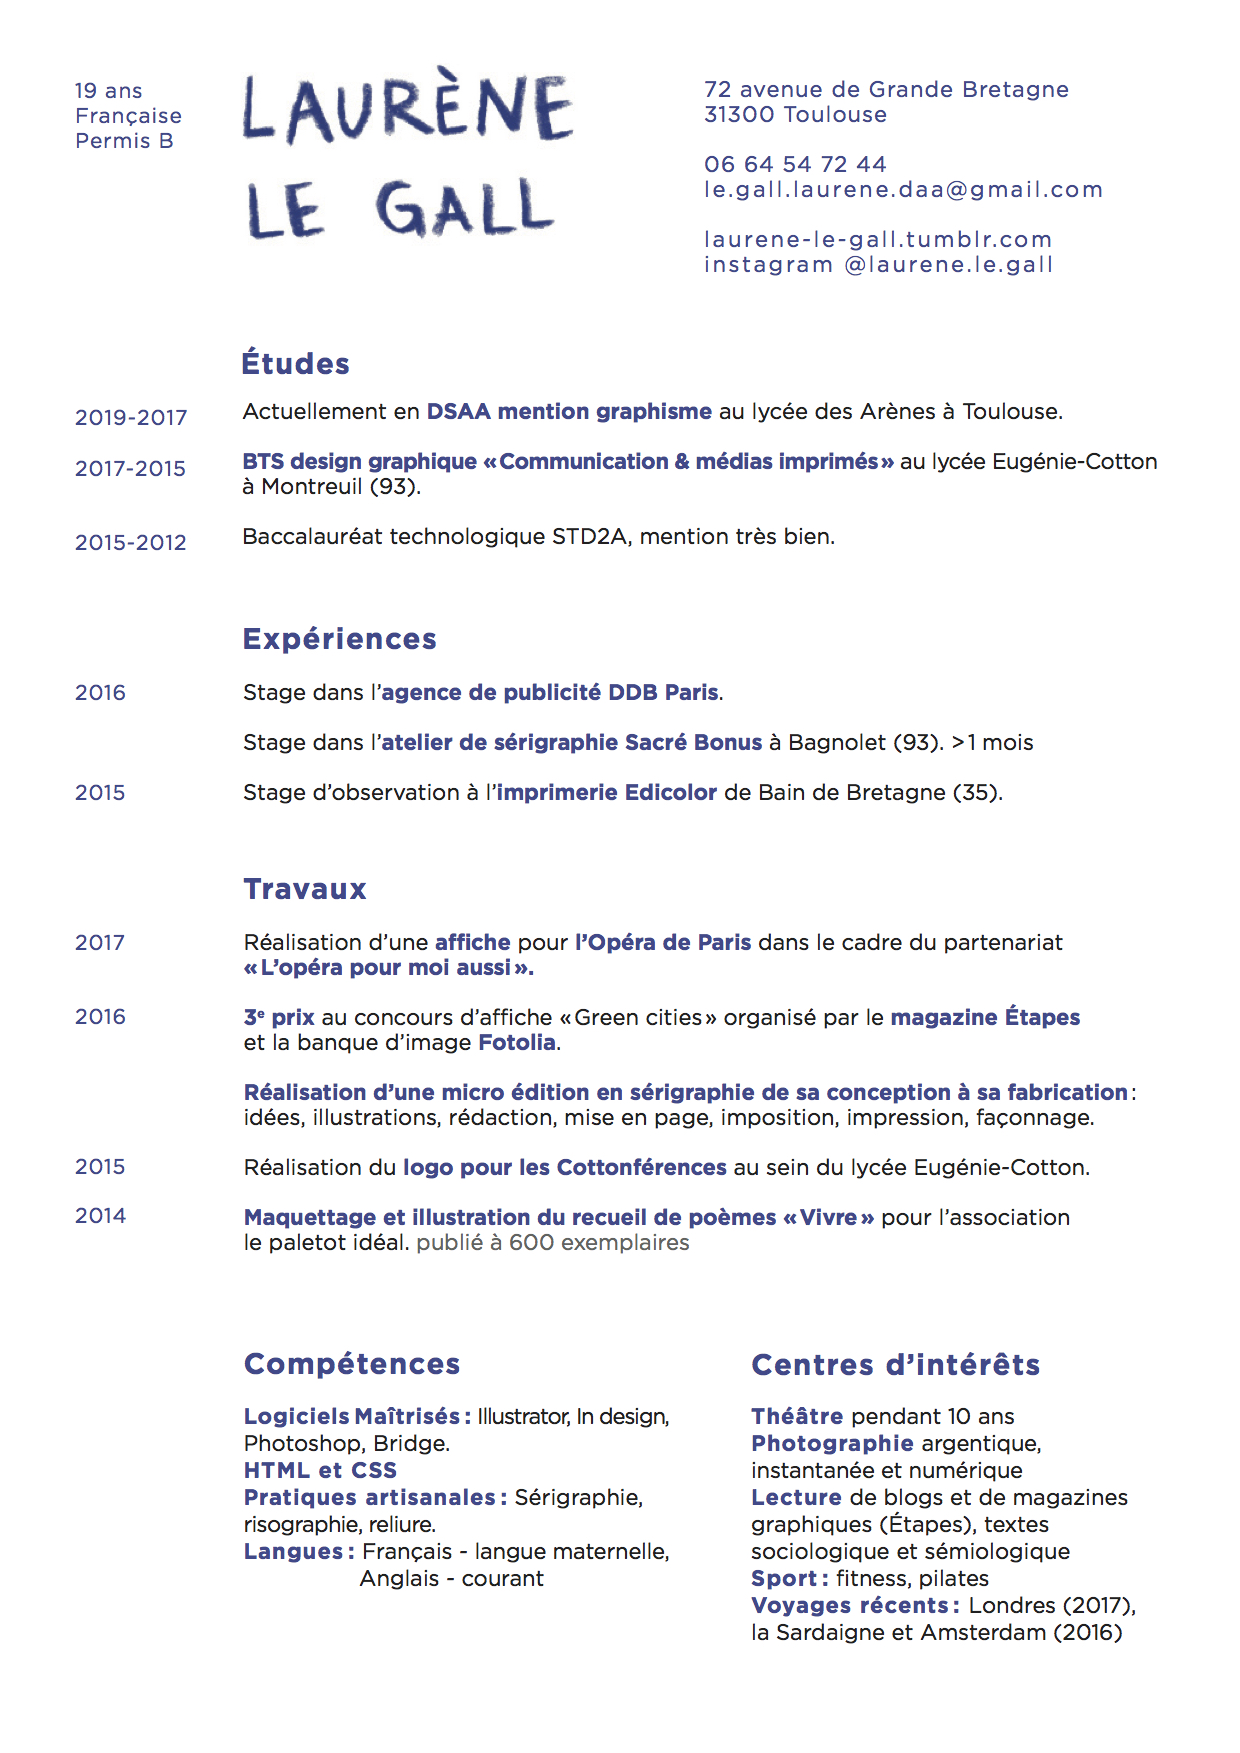 19 ans
Française
Permis B
LAURÈNE
LE GALL
72 avenue de Grande Bretagne
31300 Toulouse
06 64 54 72 44
le.gall.laurene.daa@gmail.com
laurene-le-gall.tumblr.com
instagram @laurene.le.gall
Études
2019-2017 Actuellement en DSAA mention graphisme au lycée des Arènes à Toulouse.
2017-2015 BTS design graphique « Communication & médias imprimés » au lycée Eugénie-Cotton
à Montreuil (93).
2015-2012 Baccalauréat technologique STD2A, mention très bien.
Expériences
2016 Stage dans l’agence de publicité DDB Paris.
Stage dans l’atelier de sérigraphie Sacré Bonus à Bagnolet (93). > 1 mois
2015 Stage d’observation à l’imprimerie Edicolor de Bain de Bretagne (35).
Travaux
2017 Réalisation d’une affiche pour l’Opéra de Paris dans le cadre du partenariat
« L’opéra pour moi aussi ».
2016 3e prix au concours d’affiche « Green cities » organisé par le magazine Étapes
et la banque d’image Fotolia.
Réalisation d’une micro édition en sérigraphie de sa conception à sa fabrication :
idées, illustrations, rédaction, mise en page, imposition, impression, façonnage.
2015 Réalisation du logo pour les Cottonférences au sein du lycée Eugénie-Cotton.
2014 Maquettage et illustration du recueil de poèmes « Vivre » pour l’association
le paletot idéal. publié à 600 exemplaires
Compétences
Logiciels Maîtrisés : Illustrator, In design,
Photoshop, Bridge.
HTML et CSS
Pratiques artisanales : Sérigraphie,
risographie, reliure.
Langues : Français - langue maternelle,
Anglais - courant
Centres d’intérêts
Théâtre pendant 10 ans
Photographie argentique,
instantanée et numérique
Lecture de blogs et de magazines
graphiques (Étapes), textes
sociologique et sémiologique
Sport : fitness, pilates
Voyages récents : Londres (2017),
la Sardaigne et Amsterdam (2016)